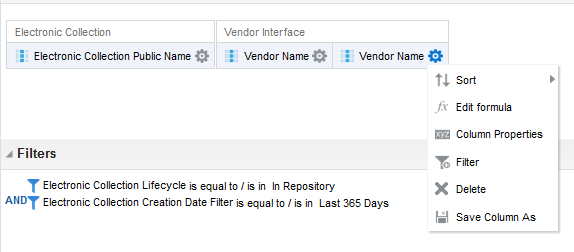 Electronic Collection
Vendor Interface
Electronic Collection Public Name
Vendor Name
Vendor Name
Sort
fx Edit formula
xyz Column Properties
Filter
Delete
Save Column As
Filters
Electronic Collection Lifecycle is equal to / is in In Repository
AND Electronic Collection Creation Date Filter is equal to / is in Last 365 Days